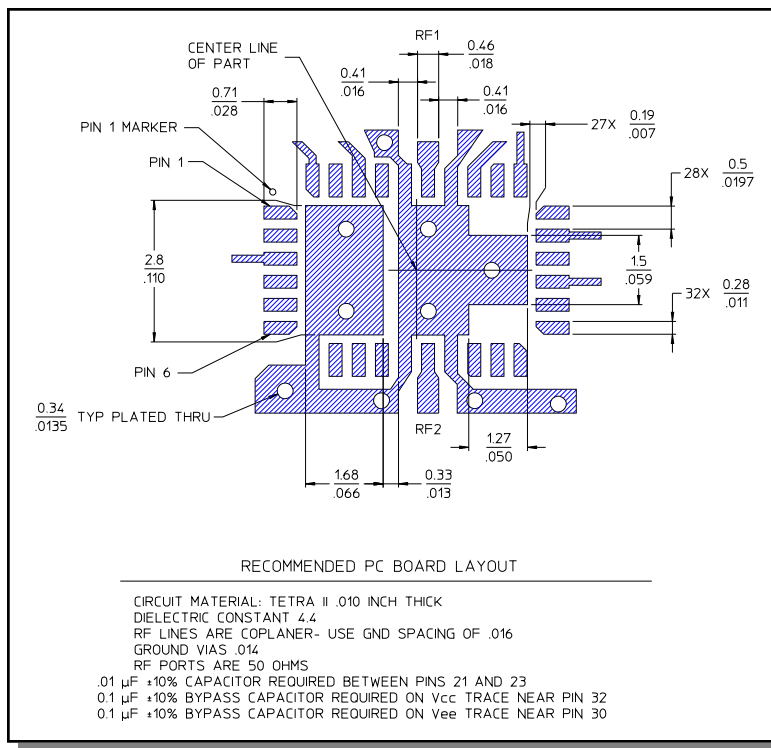 CENTER LINE
OF PART
RF1
0.46
.018
0.41
.016
0.41
.016
0.71
.028
27X 0.19
.007
PIN 1 MARKER
PIN 1
28X 0.5
.0197
2.8
.110
1.5
.059
32X 0.28
.011
PIN 6
0.34
.0135
TYP PLATED THRU
RF2
1.27
.050
1.68
.066
0.33
.013
RECOMMENDED PC BOARD LAYOUT
CIRCUIT MATERIAL: TETRA II .010 INCH THICK
DIELECTRIC CONSTANT 4.4
RF LINES ARE COPLANER- USE GND SPACING OF .016
GROUND VIAS .014
RF PORTS ARE 50 OHMS
.01 µF ±10% CAPACITOR REQUIRED BETWEEN PINS 21 AND 23
0.1 µF ±10% BYPASS CAPACITOR REQUIRED ON Vcc TRACE NEAR PIN 32
0.1 µF ±10% BYPASS CAPACITOR REQUIRED ON Vee TRACE NEAR PIN 30